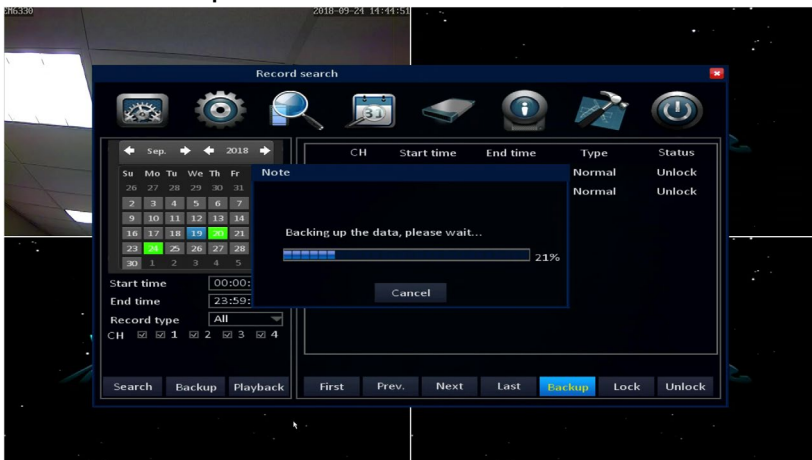 EM6330
2018-09-24 14:44:51
Record search
31
Sep. 2018
Su Mo Tu We Th Fr
26 27 28 29 30 31
2 3 4 5 6 7
9 10 11 12 13 14
16 17 18 19 20 21
23 24 25 26 27 28
30 1 2 3 4 5
Start time 00:00:
End time 23:59:
Record type All
CH 1 2 3 4
Search Backup Playback
CH Start time End time Type Status
Normal Unlock
Normal Unlock
Note
Backing up the data, please wait...
21%
Cancel
First Prev. Next Last Backup Lock Unlock